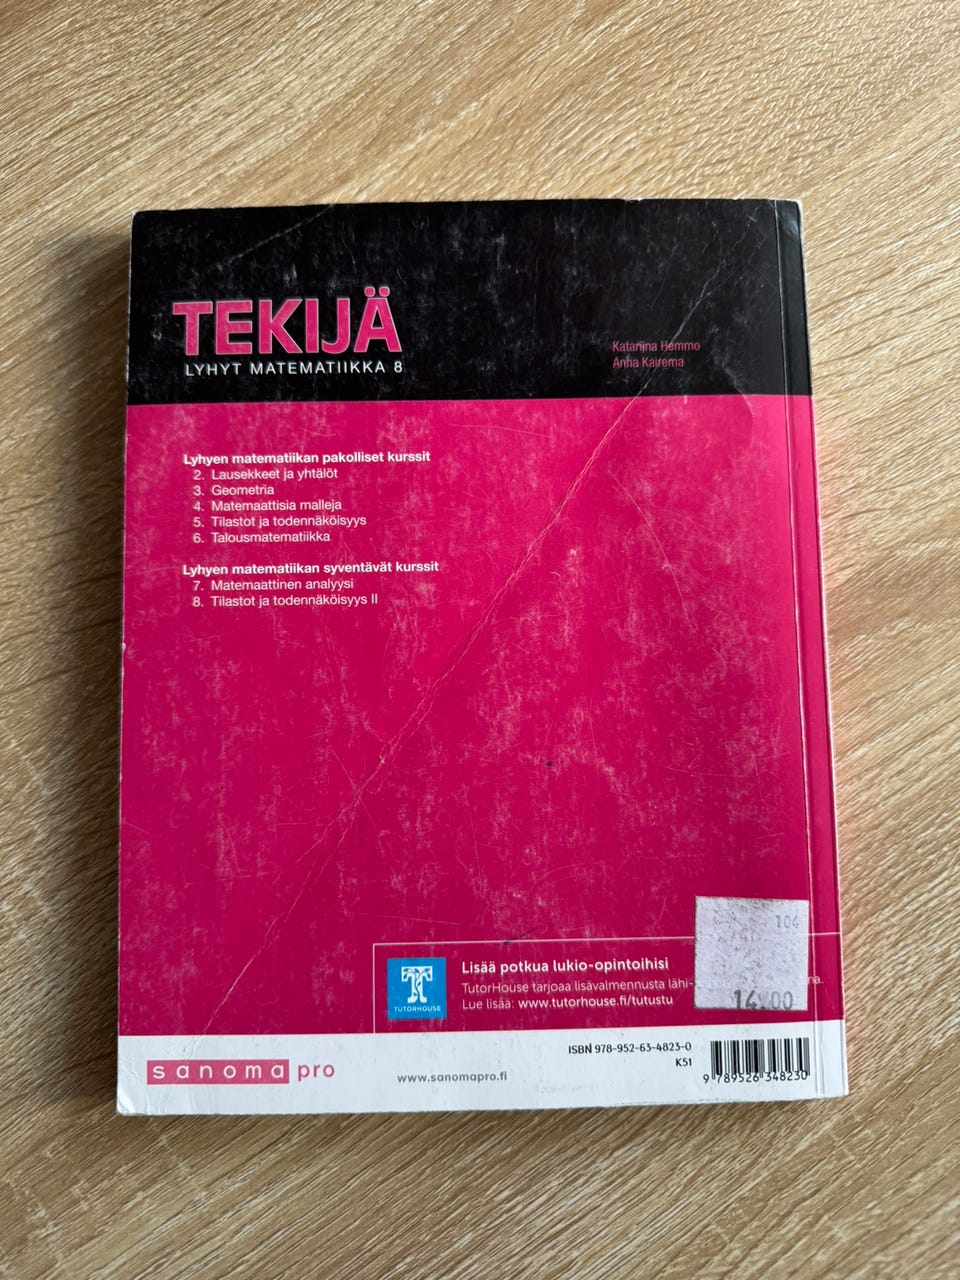 TEKIJÄ
LYHYT MATEMATIIKKA 8
Katariina Hemmo
Anna Kairema
Lyhyen matematiikan pakolliset kurssit
2. Lausekkeet ja yhtälöt
3. Geometria
4. Matemaattisia malleja
5. Tilastot ja todennäköisyys
6. Talousmatematiikka
Lyhyen matematiikan syventävät kurssit
7. Matemaattinen analyysi
8. Tilastot ja todennäköisyys II
Lisää potkua lukio-opintoihisi
TutorHouse tarjoaa lisävalmennusta lähi-
Lue lisää: www.tutorhouse.fi/tutustu
TUTORHOUSE
14.00
sanoma pro
www.sanomapro.fi
ISBN 978-952-63-4823-0
K51
9 789526 348230